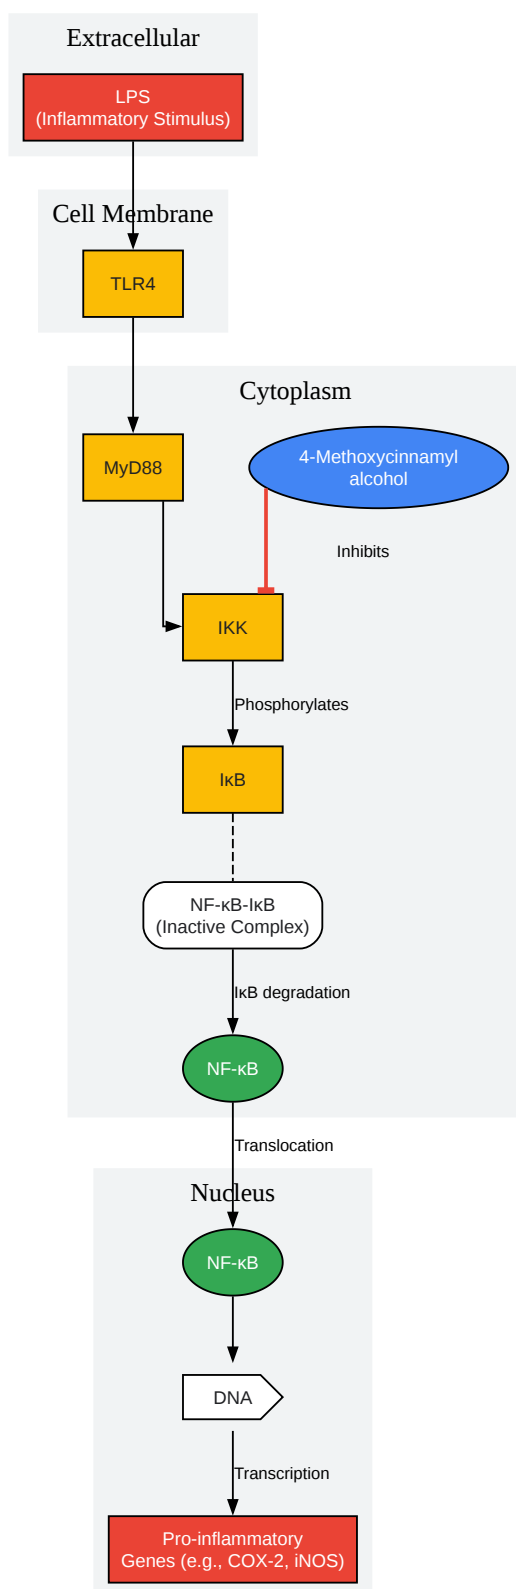 Extracellular
LPS
(Inflammatory Stimulus)
Cell Membrane
TLR4
Cytoplasm
MyD88
4-Methoxycinnamyl
alcohol
Inhibits
IKK
Phosphorylates
IκB
NF-κB-IκB
(Inactive Complex)
IκB degradation
NF-κB
Translocation
Nucleus
NF-κB
DNA
Transcription
Pro-inflammatory
Genes (e.g., COX-2, iNOS)